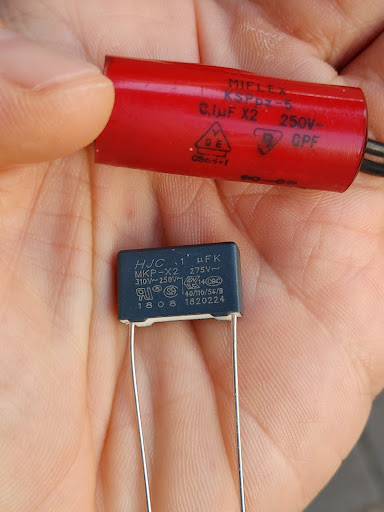 MIFLEX
KSPpz-5
0,1µF X2 250V~
GPF
HJC .1 µFK
MKP-X2 275V~
310V~250V~
40/110/56/B
1808 1820224